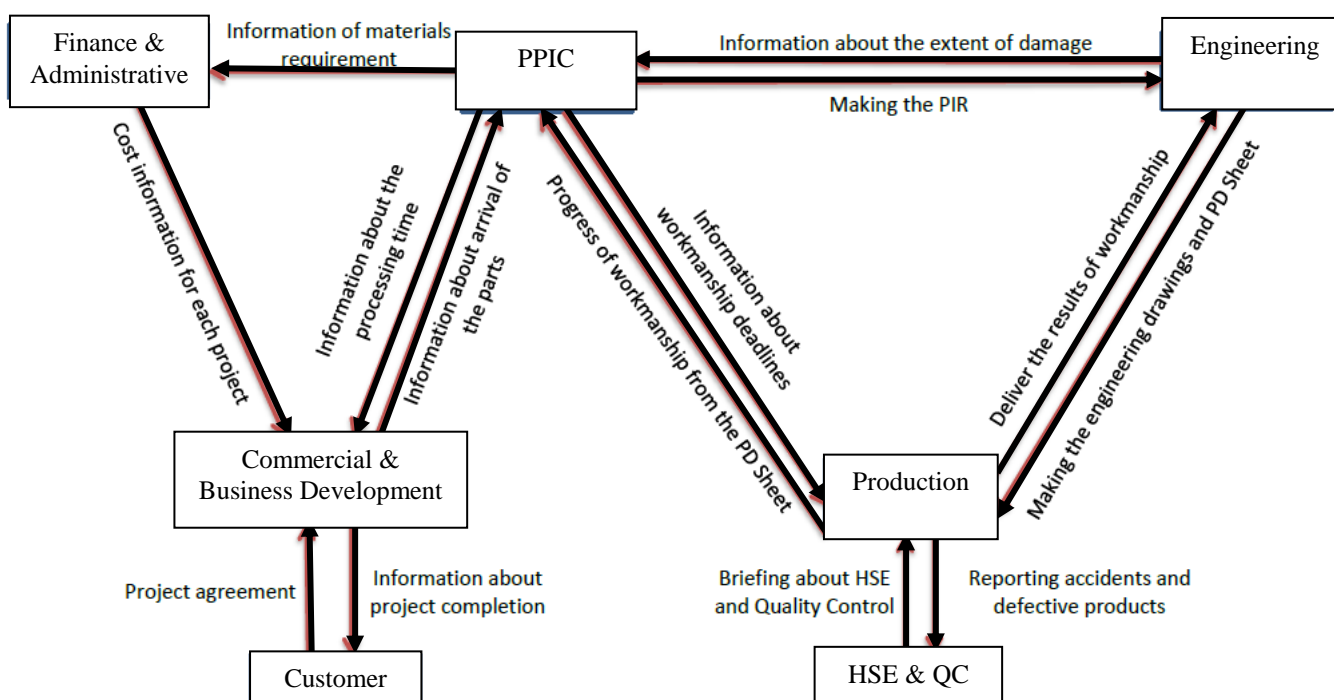 Finance &
Administrative
Information of materials
requirement
PPIC
Information about the extent of damage
Making the PIR
Engineering
Cost information for each project
Information about the
processing time
Information about arrival of
the parts
Progress of workmanship from the PD Sheet
Information about
workmanship deadlines
Deliver the results of workmanship
Making the engineering drawings and PD Sheet
Commercial &
Business Development
Production
Project agreement
Information about
project completion
Briefing about HSE
and Quality Control
Reporting accidents and
defective products
Customer
HSE & QC